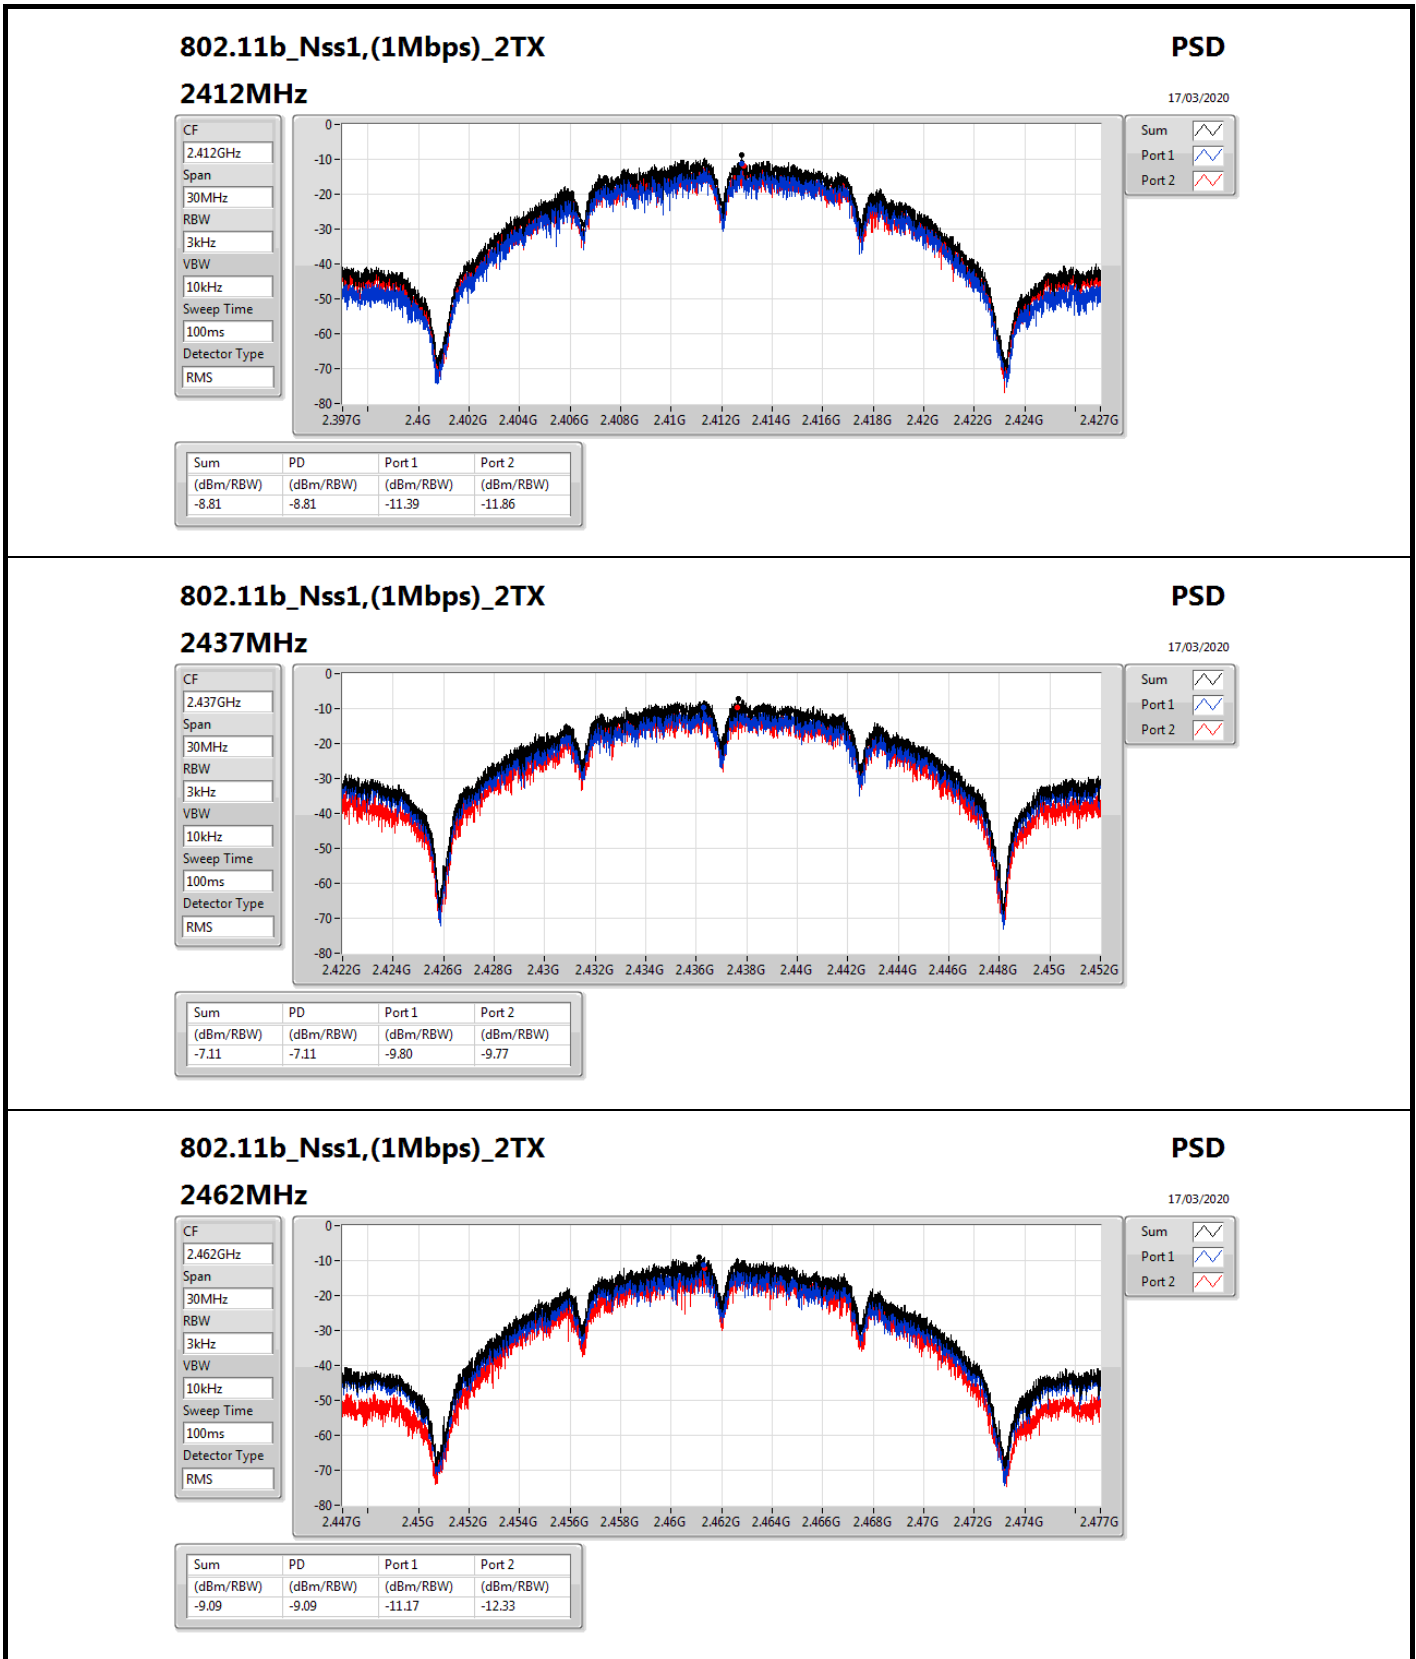 802.11b_Nss1,(1Mbps)_2TX PSD
2412MHz 17/03/2020
CF
2.412GHz
Span
30MHz
RBW
3kHz
VBW
10kHz
Sweep Time
100ms
Detector Type
RMS
0
-10
-20
-30
-40
-50
-60
-70
-80
2.397G 2.4G 2.402G 2.404G 2.406G 2.408G 2.41G 2.412G 2.414G 2.416G 2.418G 2.42G 2.422G 2.424G 2.427G
Sum
Port 1
Port 2
Sum PD Port 1 Port 2
(dBm/RBW) (dBm/RBW) (dBm/RBW) (dBm/RBW)
-8.81 -8.81 -11.39 -11.86
802.11b_Nss1,(1Mbps)_2TX PSD
2437MHz 17/03/2020
CF
2.437GHz
Span
30MHz
RBW
3kHz
VBW
10kHz
Sweep Time
100ms
Detector Type
RMS
0
-10
-20
-30
-40
-50
-60
-70
-80
2.422G 2.424G 2.426G 2.428G 2.43G 2.432G 2.434G 2.436G 2.438G 2.44G 2.442G 2.444G 2.446G 2.448G 2.45G 2.452G
Sum
Port 1
Port 2
Sum PD Port 1 Port 2
(dBm/RBW) (dBm/RBW) (dBm/RBW) (dBm/RBW)
-7.11 -7.11 -9.80 -9.77
802.11b_Nss1,(1Mbps)_2TX PSD
2462MHz 17/03/2020
CF
2.462GHz
Span
30MHz
RBW
3kHz
VBW
10kHz
Sweep Time
100ms
Detector Type
RMS
0
-10
-20
-30
-40
-50
-60
-70
-80
2.447G 2.45G 2.452G 2.454G 2.456G 2.458G 2.46G 2.462G 2.464G 2.466G 2.468G 2.47G 2.472G 2.474G 2.477G
Sum
Port 1
Port 2
Sum PD Port 1 Port 2
(dBm/RBW) (dBm/RBW) (dBm/RBW) (dBm/RBW)
-9.09 -9.09 -11.17 -12.33